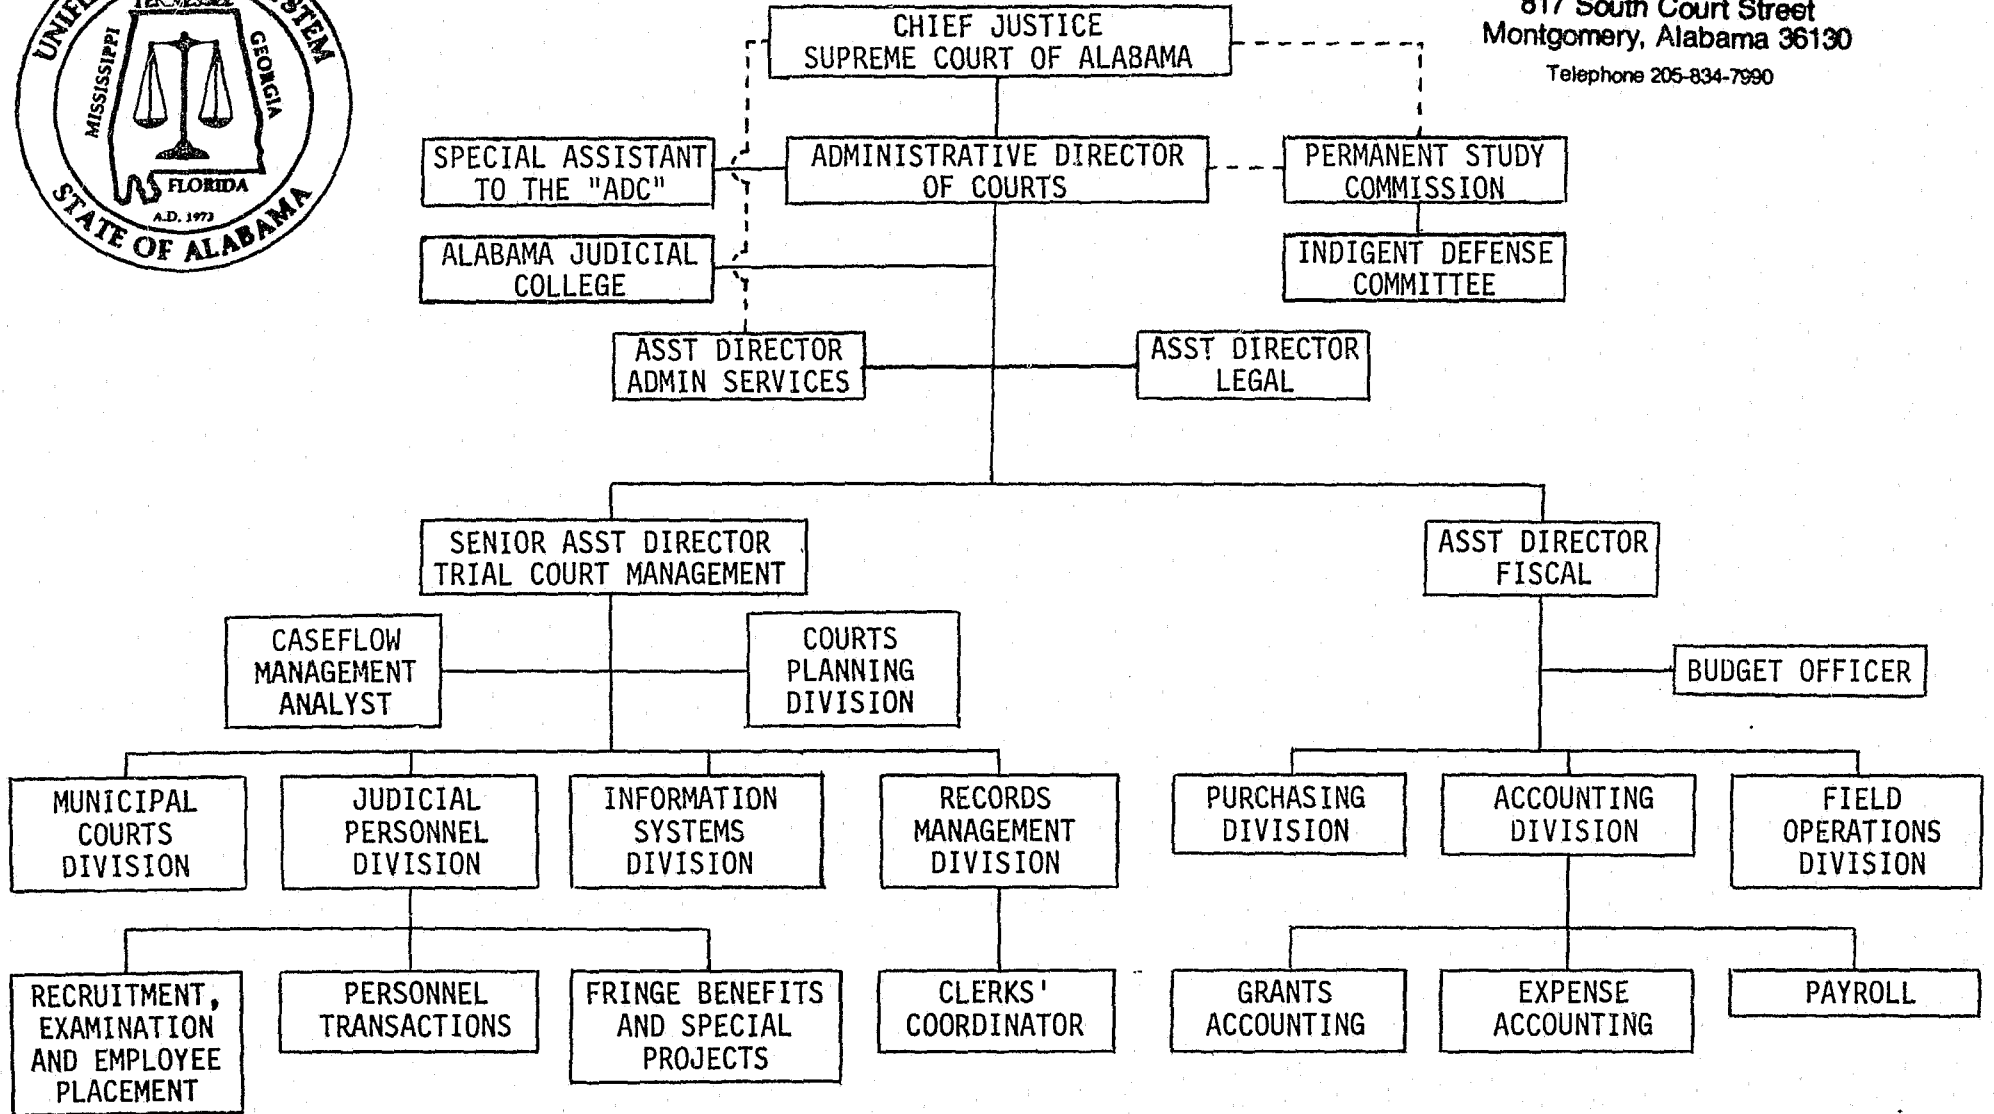 TENNESSEE
MISSISSIPPI
GEORGIA
FLORIDA
A.D. 1973
STATE OF ALABAMA
817 South Court Street
Montgomery, Alabama 36130
Telephone 205-834-7990
CHIEF JUSTICE
SUPREME COURT OF ALABAMA
SPECIAL ASSISTANT
TO THE "ADC"
ADMINISTRATIVE DIRECTOR
OF COURTS
PERMANENT STUDY
COMMISSION
ALABAMA JUDICIAL
COLLEGE
INDIGENT DEFENSE
COMMITTEE
ASST DIRECTOR
ADMIN SERVICES
ASST DIRECTOR
LEGAL
SENIOR ASST DIRECTOR
TRIAL COURT MANAGEMENT
ASST DIRECTOR
FISCAL
CASEFLOW
MANAGEMENT
ANALYST
COURTS
PLANNING
DIVISION
BUDGET OFFICER
MUNICIPAL
COURTS
DIVISION
JUDICIAL
PERSONNEL
DIVISION
INFORMATION
SYSTEMS
DIVISION
RECORDS
MANAGEMENT
DIVISION
PURCHASING
DIVISION
ACCOUNTING
DIVISION
FIELD
OPERATIONS
DIVISION
RECRUITMENT,
EXAMINATION
AND EMPLOYEE
PLACEMENT
PERSONNEL
TRANSACTIONS
FRINGE BENEFITS
AND SPECIAL
PROJECTS
CLERKS'
COORDINATOR
GRANTS
ACCOUNTING
EXPENSE
ACCOUNTING
PAYROLL